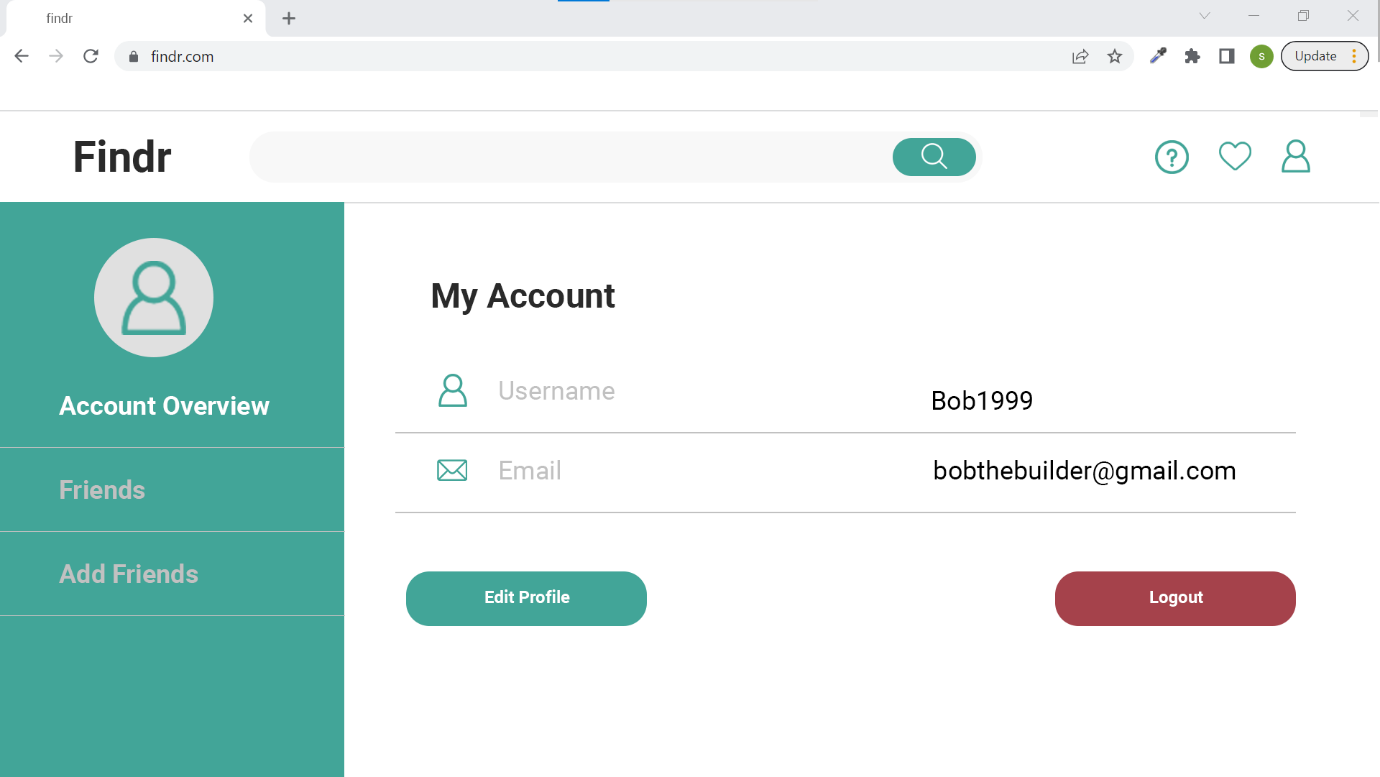 findr
findr.com
s
Update
Findr
?
Account Overview
Friends
Add Friends
My Account
Username Bob1999
Email bobthebuilder@gmail.com
Edit Profile Logout